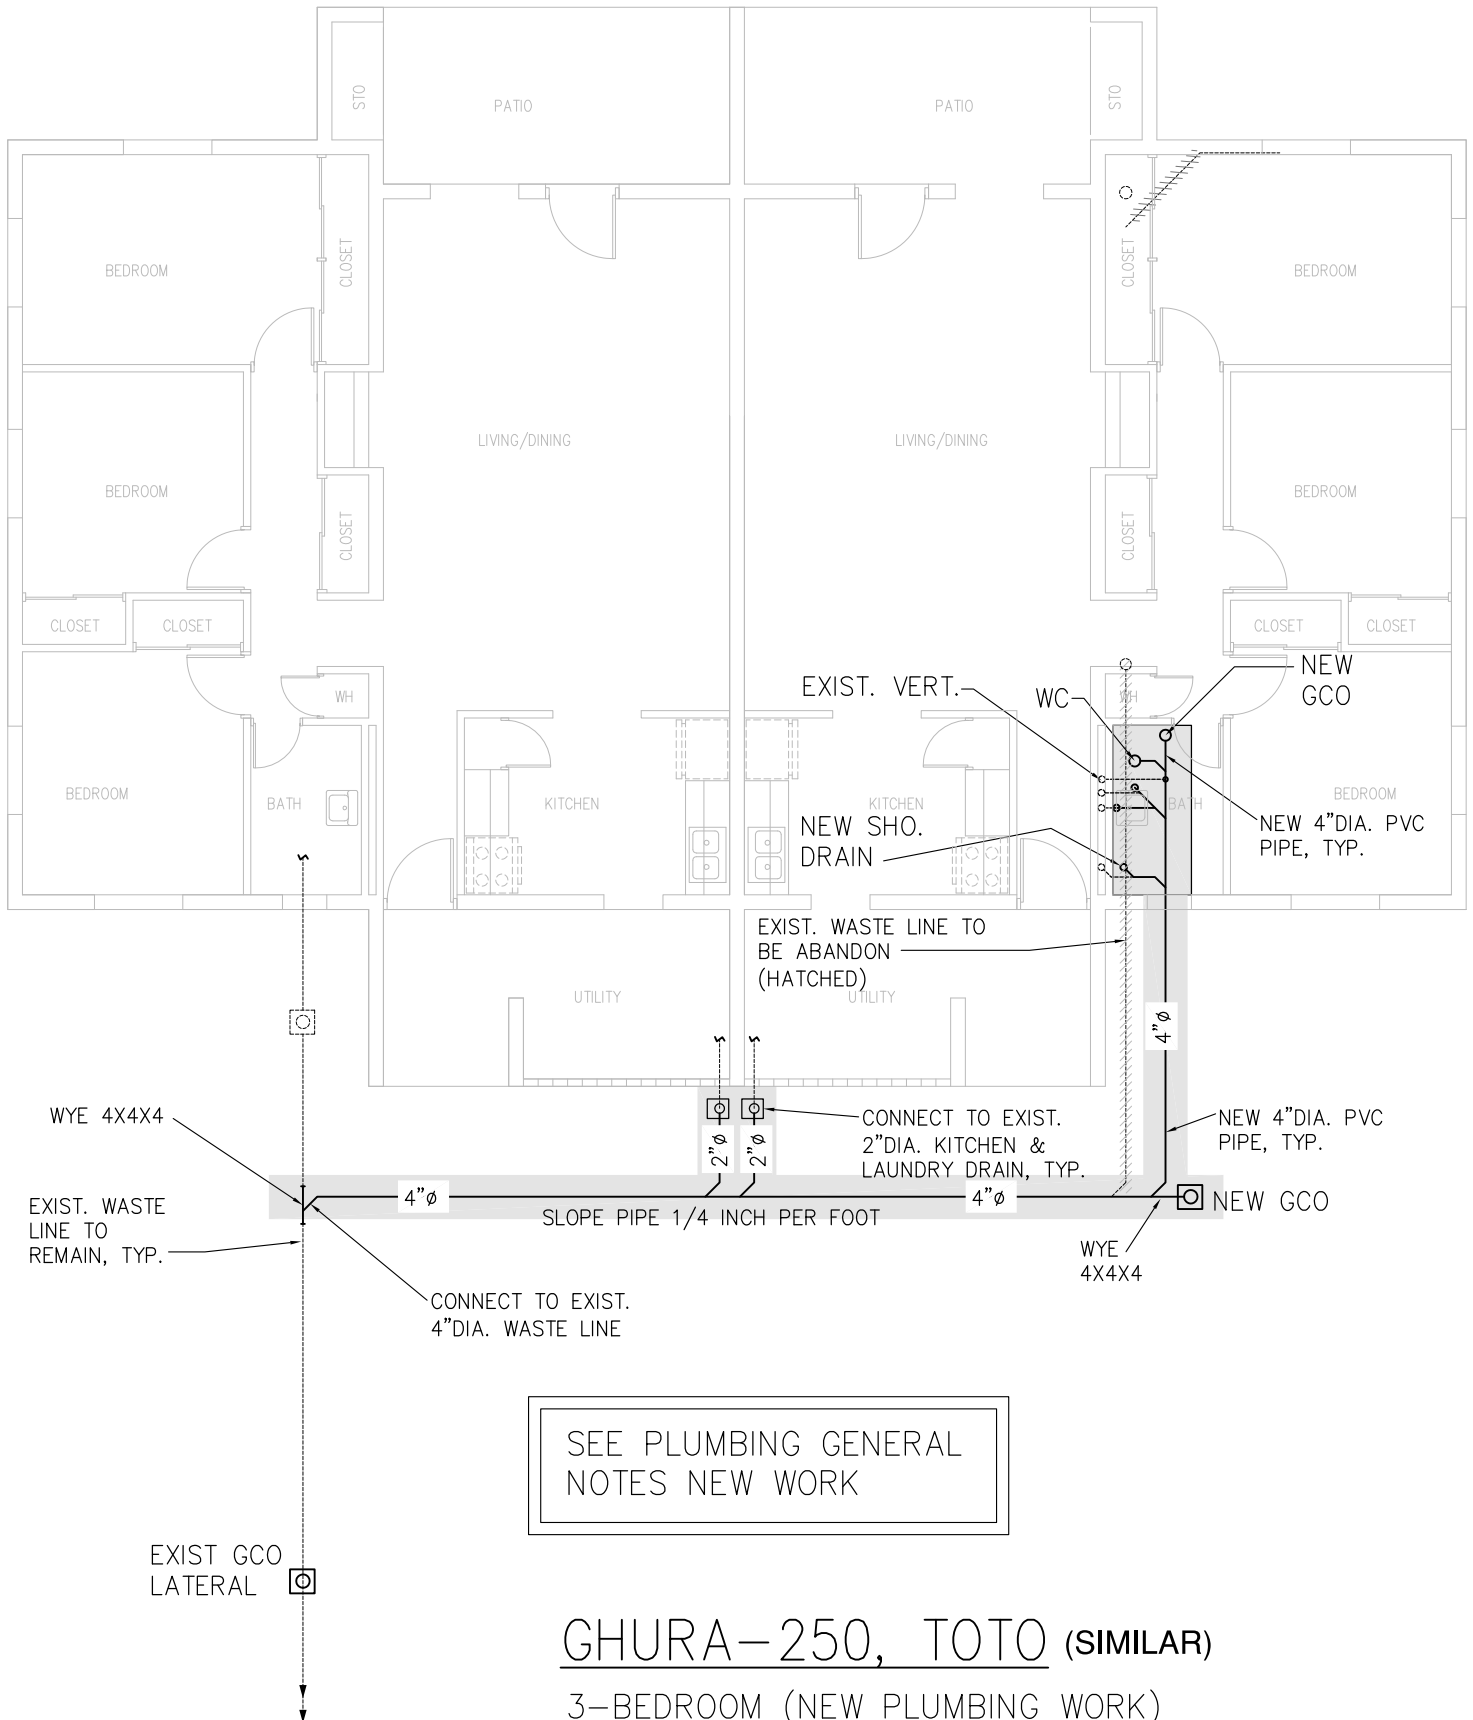 STO
PATIO
PATIO
STO
BEDROOM
CLOSET
CLOSET
BEDROOM
LIVING/DINING
LIVING/DINING
BEDROOM
CLOSET
CLOSET
BEDROOM
CLOSET
CLOSET
CLOSET
CLOSET
WH
EXIST. VERT.
WC
WH
NEW
GCO
BEDROOM
BATH
KITCHEN
KITCHEN
BATH
BEDROOM
NEW SHO.
DRAIN
NEW 4"DIA. PVC
PIPE, TYP.
EXIST. WASTE LINE TO
BE ABANDON
(HATCHED)
UTILITY
UTILITY
4"ø
WYE 4X4X4
2"ø
2"ø
CONNECT TO EXIST.
2"DIA. KITCHEN &
LAUNDRY DRAIN, TYP.
NEW 4"DIA. PVC
PIPE, TYP.
4"ø
4"ø
NEW GCO
EXIST. WASTE
LINE TO
REMAIN, TYP.
SLOPE PIPE 1/4 INCH PER FOOT
WYE
4X4X4
CONNECT TO EXIST.
4"DIA. WASTE LINE
SEE PLUMBING GENERAL
NOTES NEW WORK
EXIST GCO
LATERAL
GHURA-250, TOTO (SIMILAR)
3-BEDROOM (NEW PLUMBING WORK)